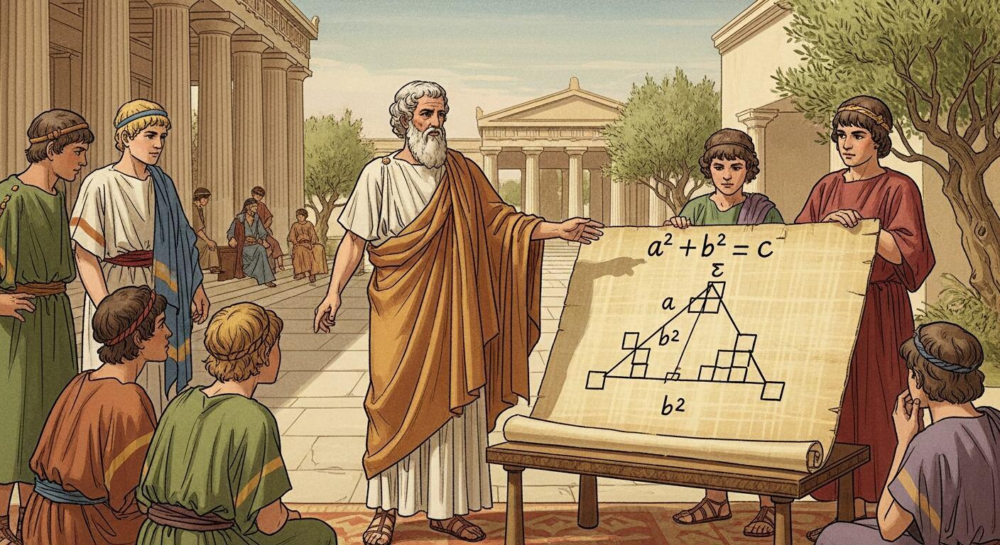 a² + b² = c
ε
a
b²
b²